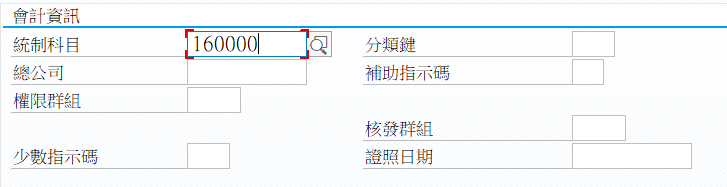 會計資訊
統制科目 160000 分類鍵
總公司 補助指示碼
權限群組
核發群組
少數指示碼 證照日期